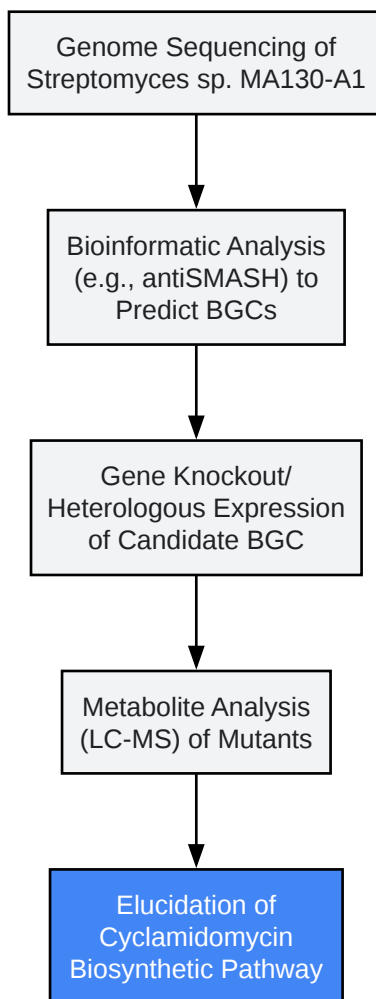 Genome Sequencing of
Streptomyces sp. MA130-A1
Bioinformatic Analysis
(e.g., antiSMASH) to
Predict BGCs
Gene Knockout/
Heterologous Expression
of Candidate BGC
Metabolite Analysis
(LC-MS) of Mutants
Elucidation of
Cyclamidomycin
Biosynthetic Pathway